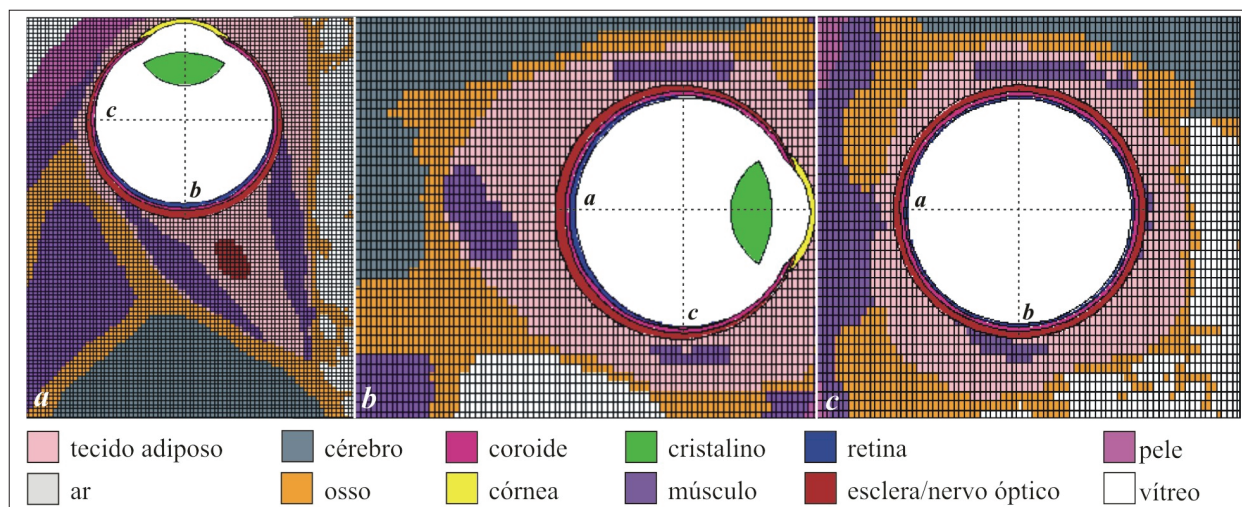 c
b
a
a
c
b
a
b
c
tecido adiposo cérebro coroide cristalino retina pele
ar osso córnea músculo esclera/nervo óptico vítreo